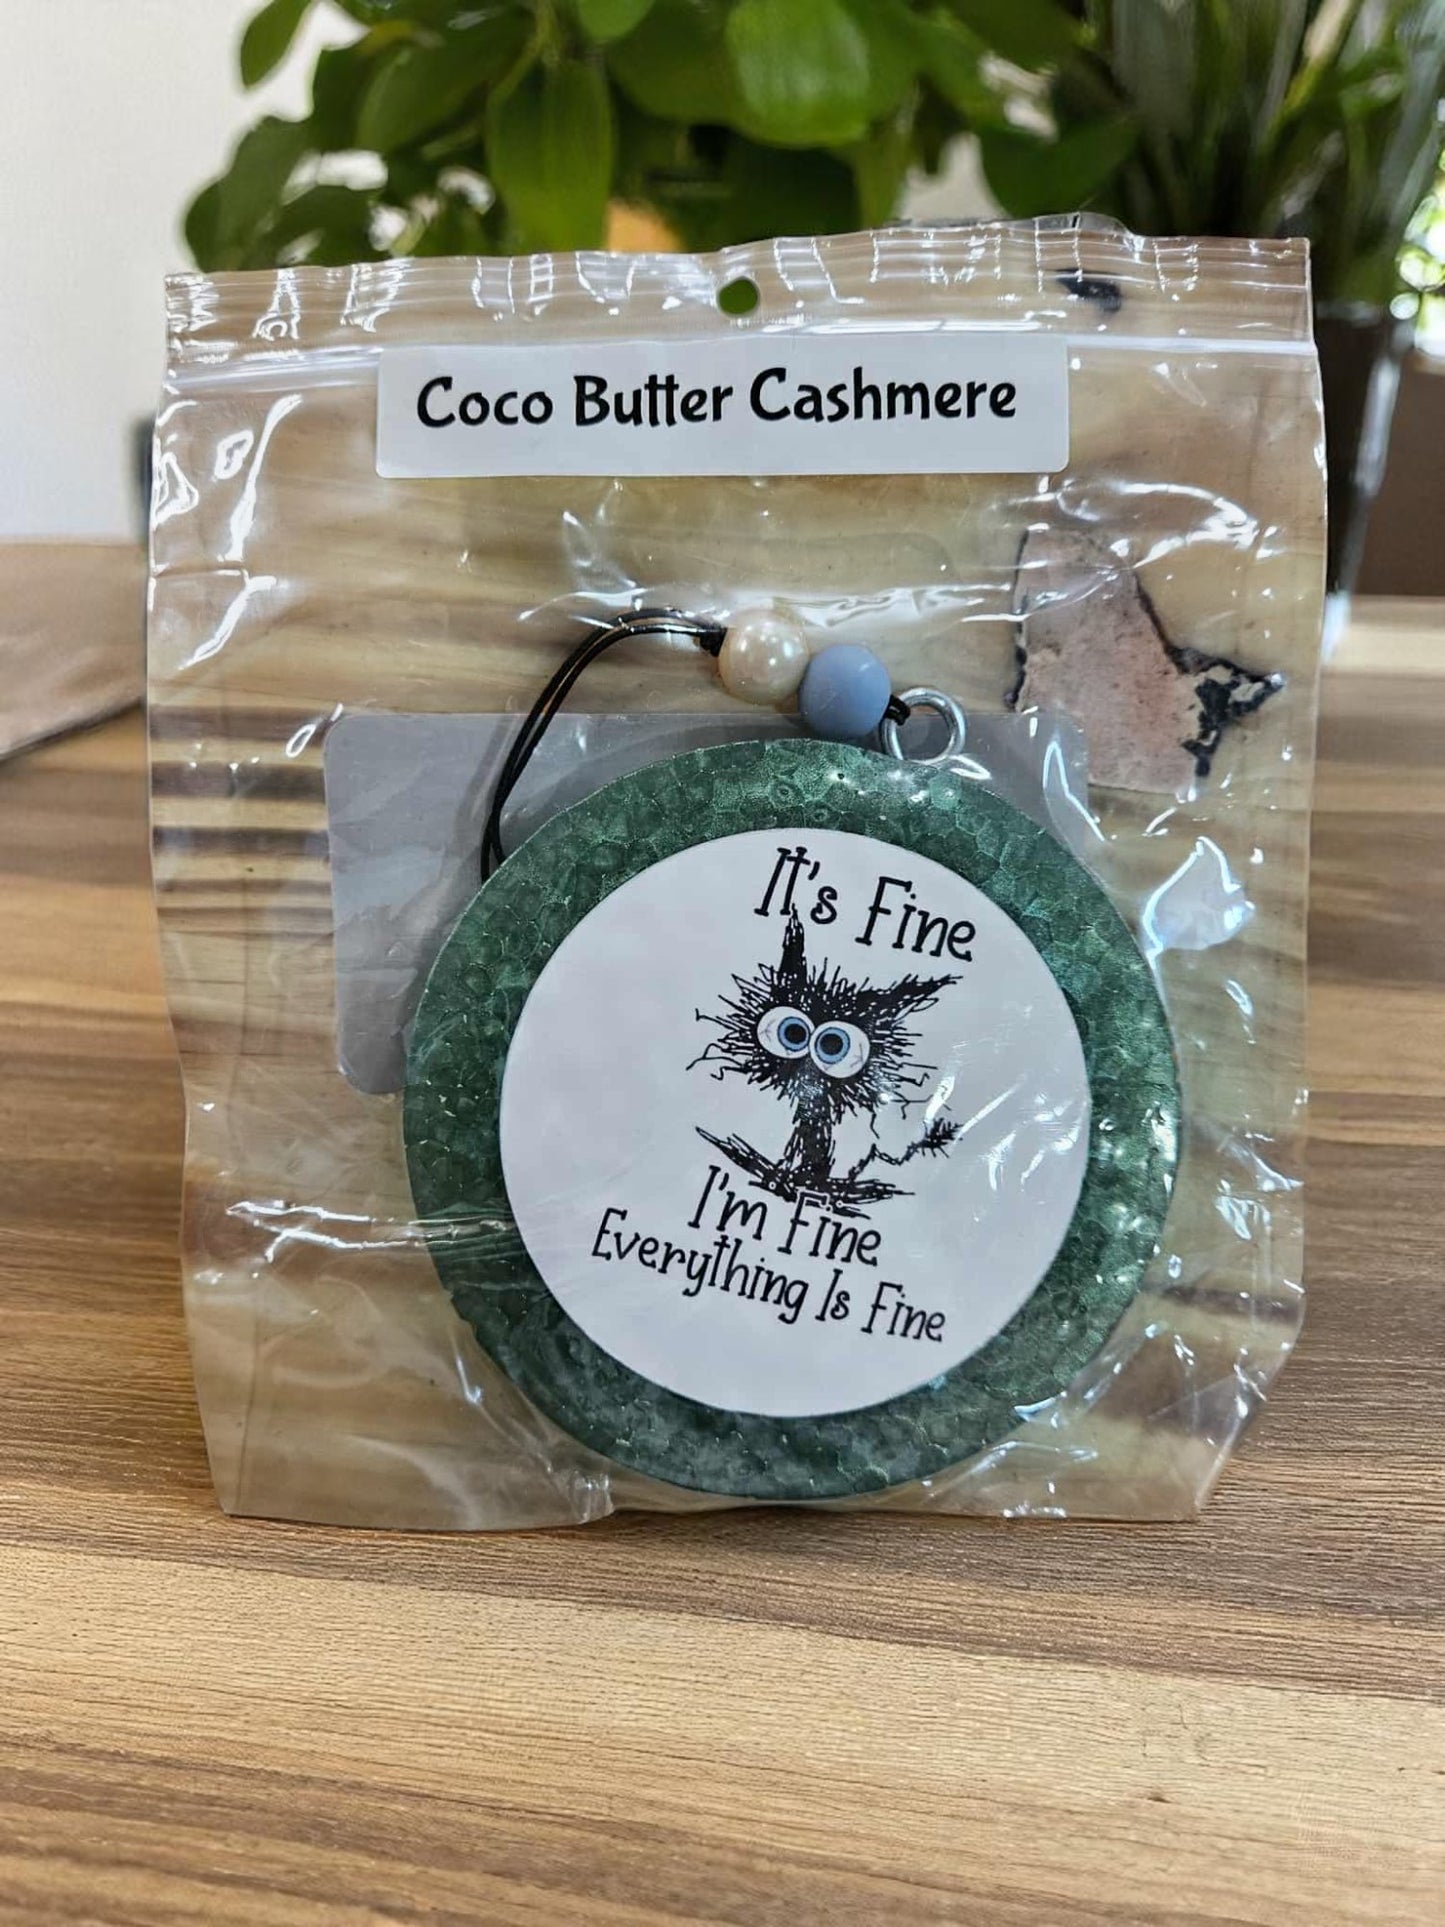 Coco Butter Cashmere
It's Fine
I'm Fine
Everything Is Fine